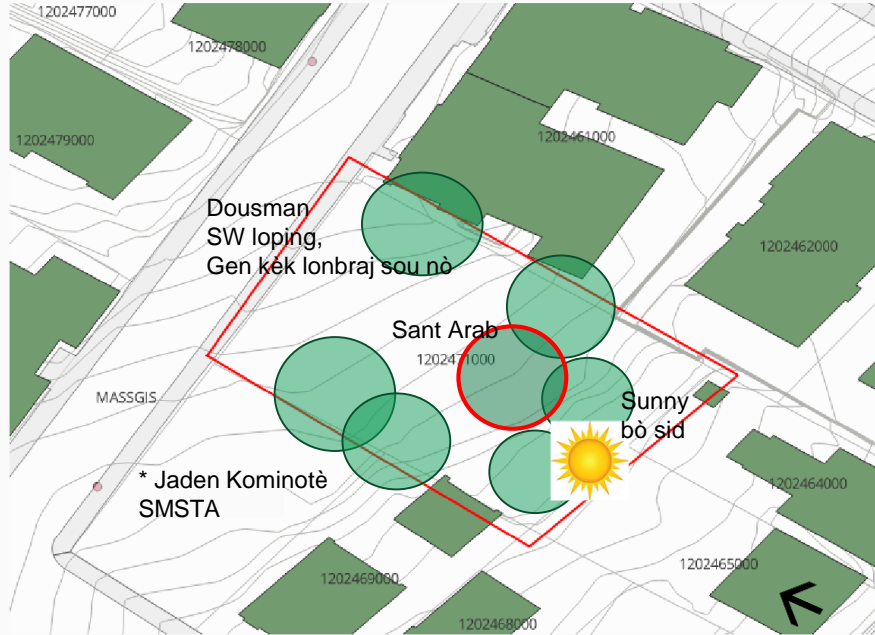 1202477000
1202478000
1202479000
1202461000
Dousman
SW loping,
Gen kèk lonbraj sou nò
1202462000
Sant Arab
1202471000
MASSGIS
Sunny
bò sid
* Jaden Kominotè
SMSTA
1202464000
1202465000
1202469000
1202468000